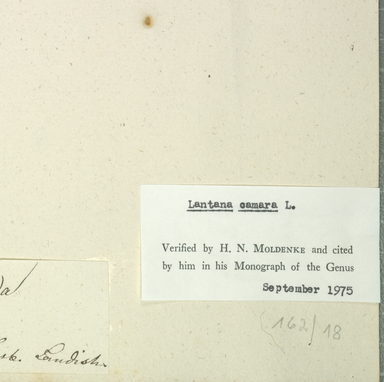 Lantana camara L.
Verified by H. N. MOLDENKE and cited
by him in his Monograph of the Genus
September 1975
162/18